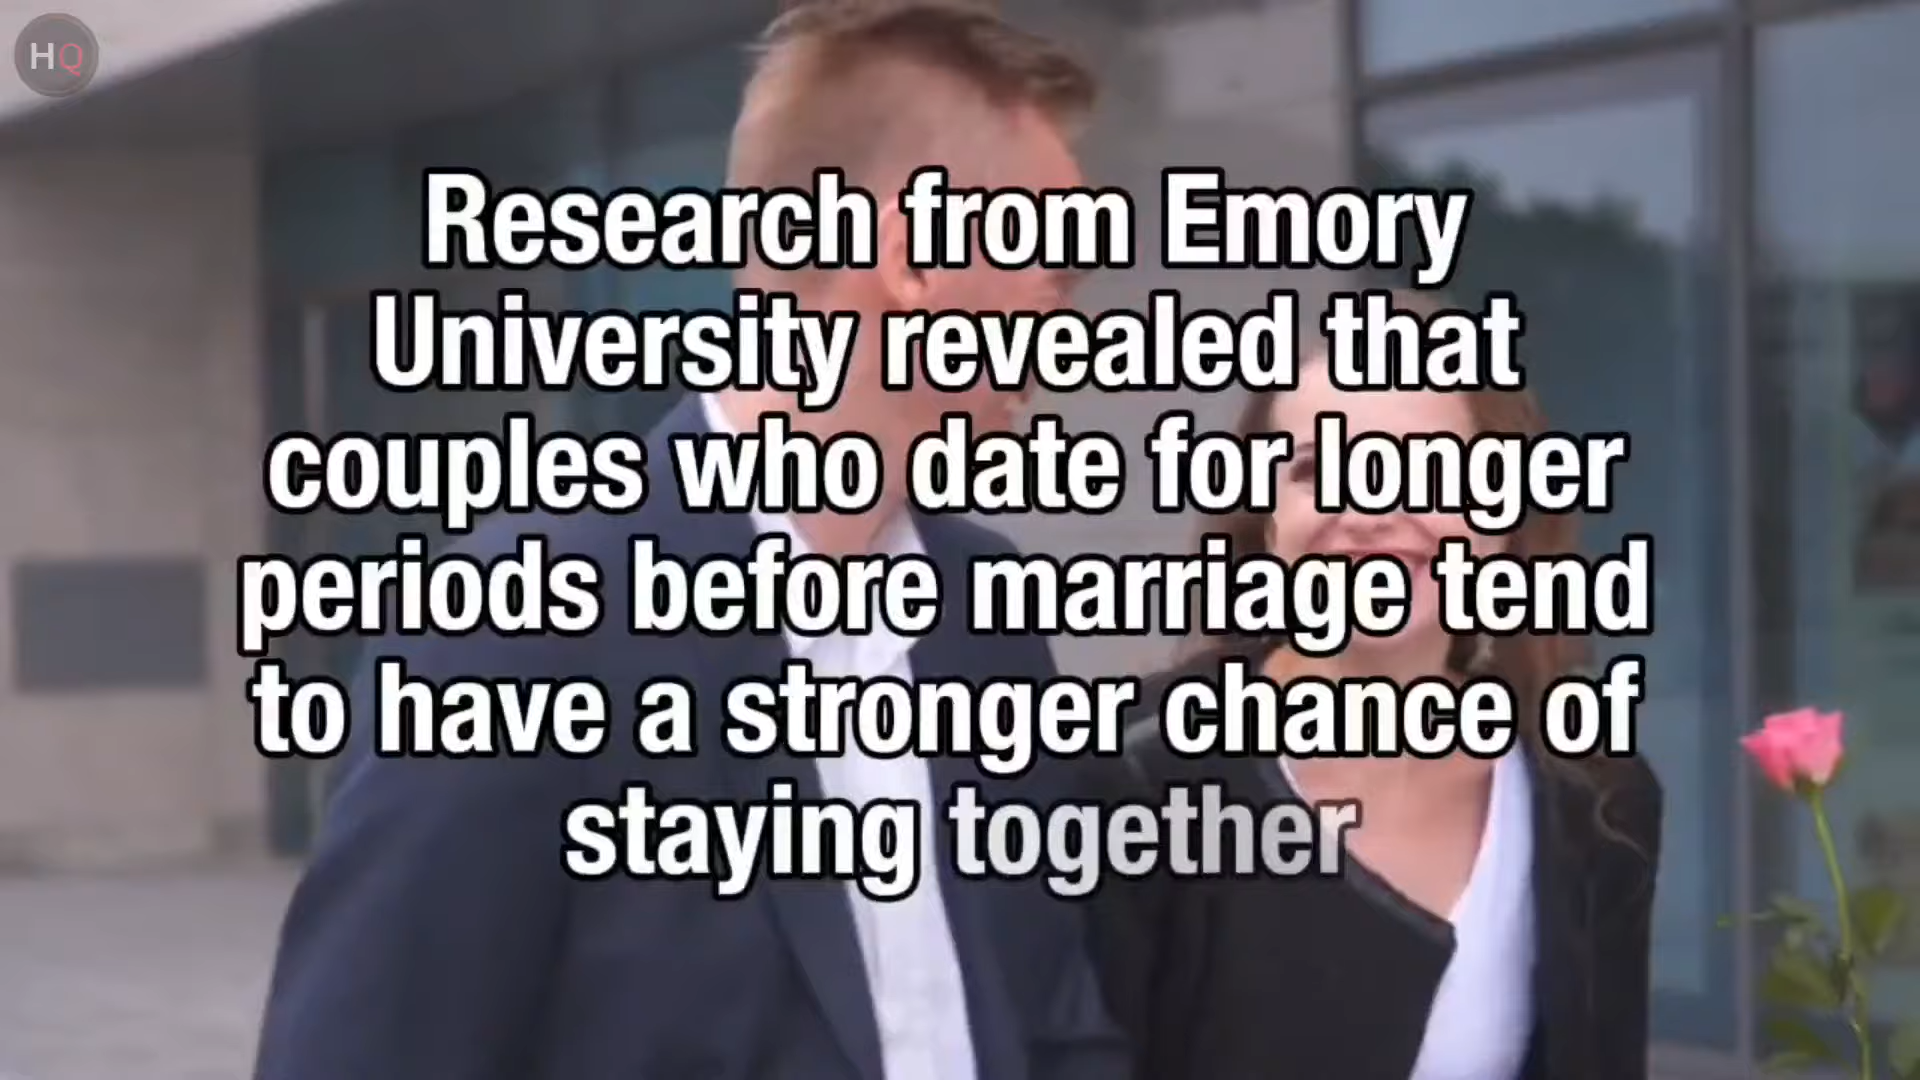 HQ
Research from Emory
University revealed that
couples who date for longer
periods before marriage tend
to have a stronger chance of
staying together